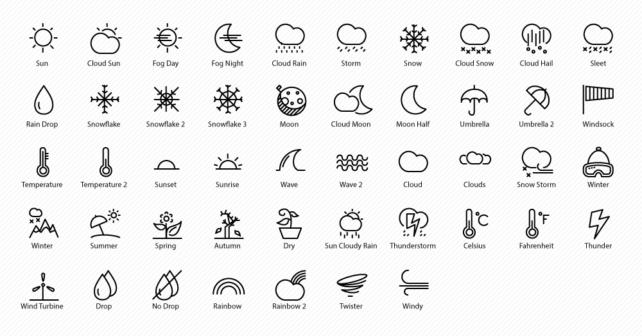 Sun Cloud Sun Fog Day Fog Night Cloud Rain Storm Snow Cloud Snow Cloud Hail Sleet
Rain Drop Snowflake Snowflake 2 Snowflake 3 Moon Cloud Moon Moon Half Umbrella Umbrella 2 Windsock
Temperature Temperature 2 Sunset Sunrise Wave Wave 2 Cloud Clouds Snow Storm Winter
Winter Summer Spring Autumn Dry Sun Cloudy Rain Thunderstorm Celsius Fahrenheit Thunder
Wind Turbine Drop No Drop Rainbow Rainbow 2 Twister Windy
°C
°F